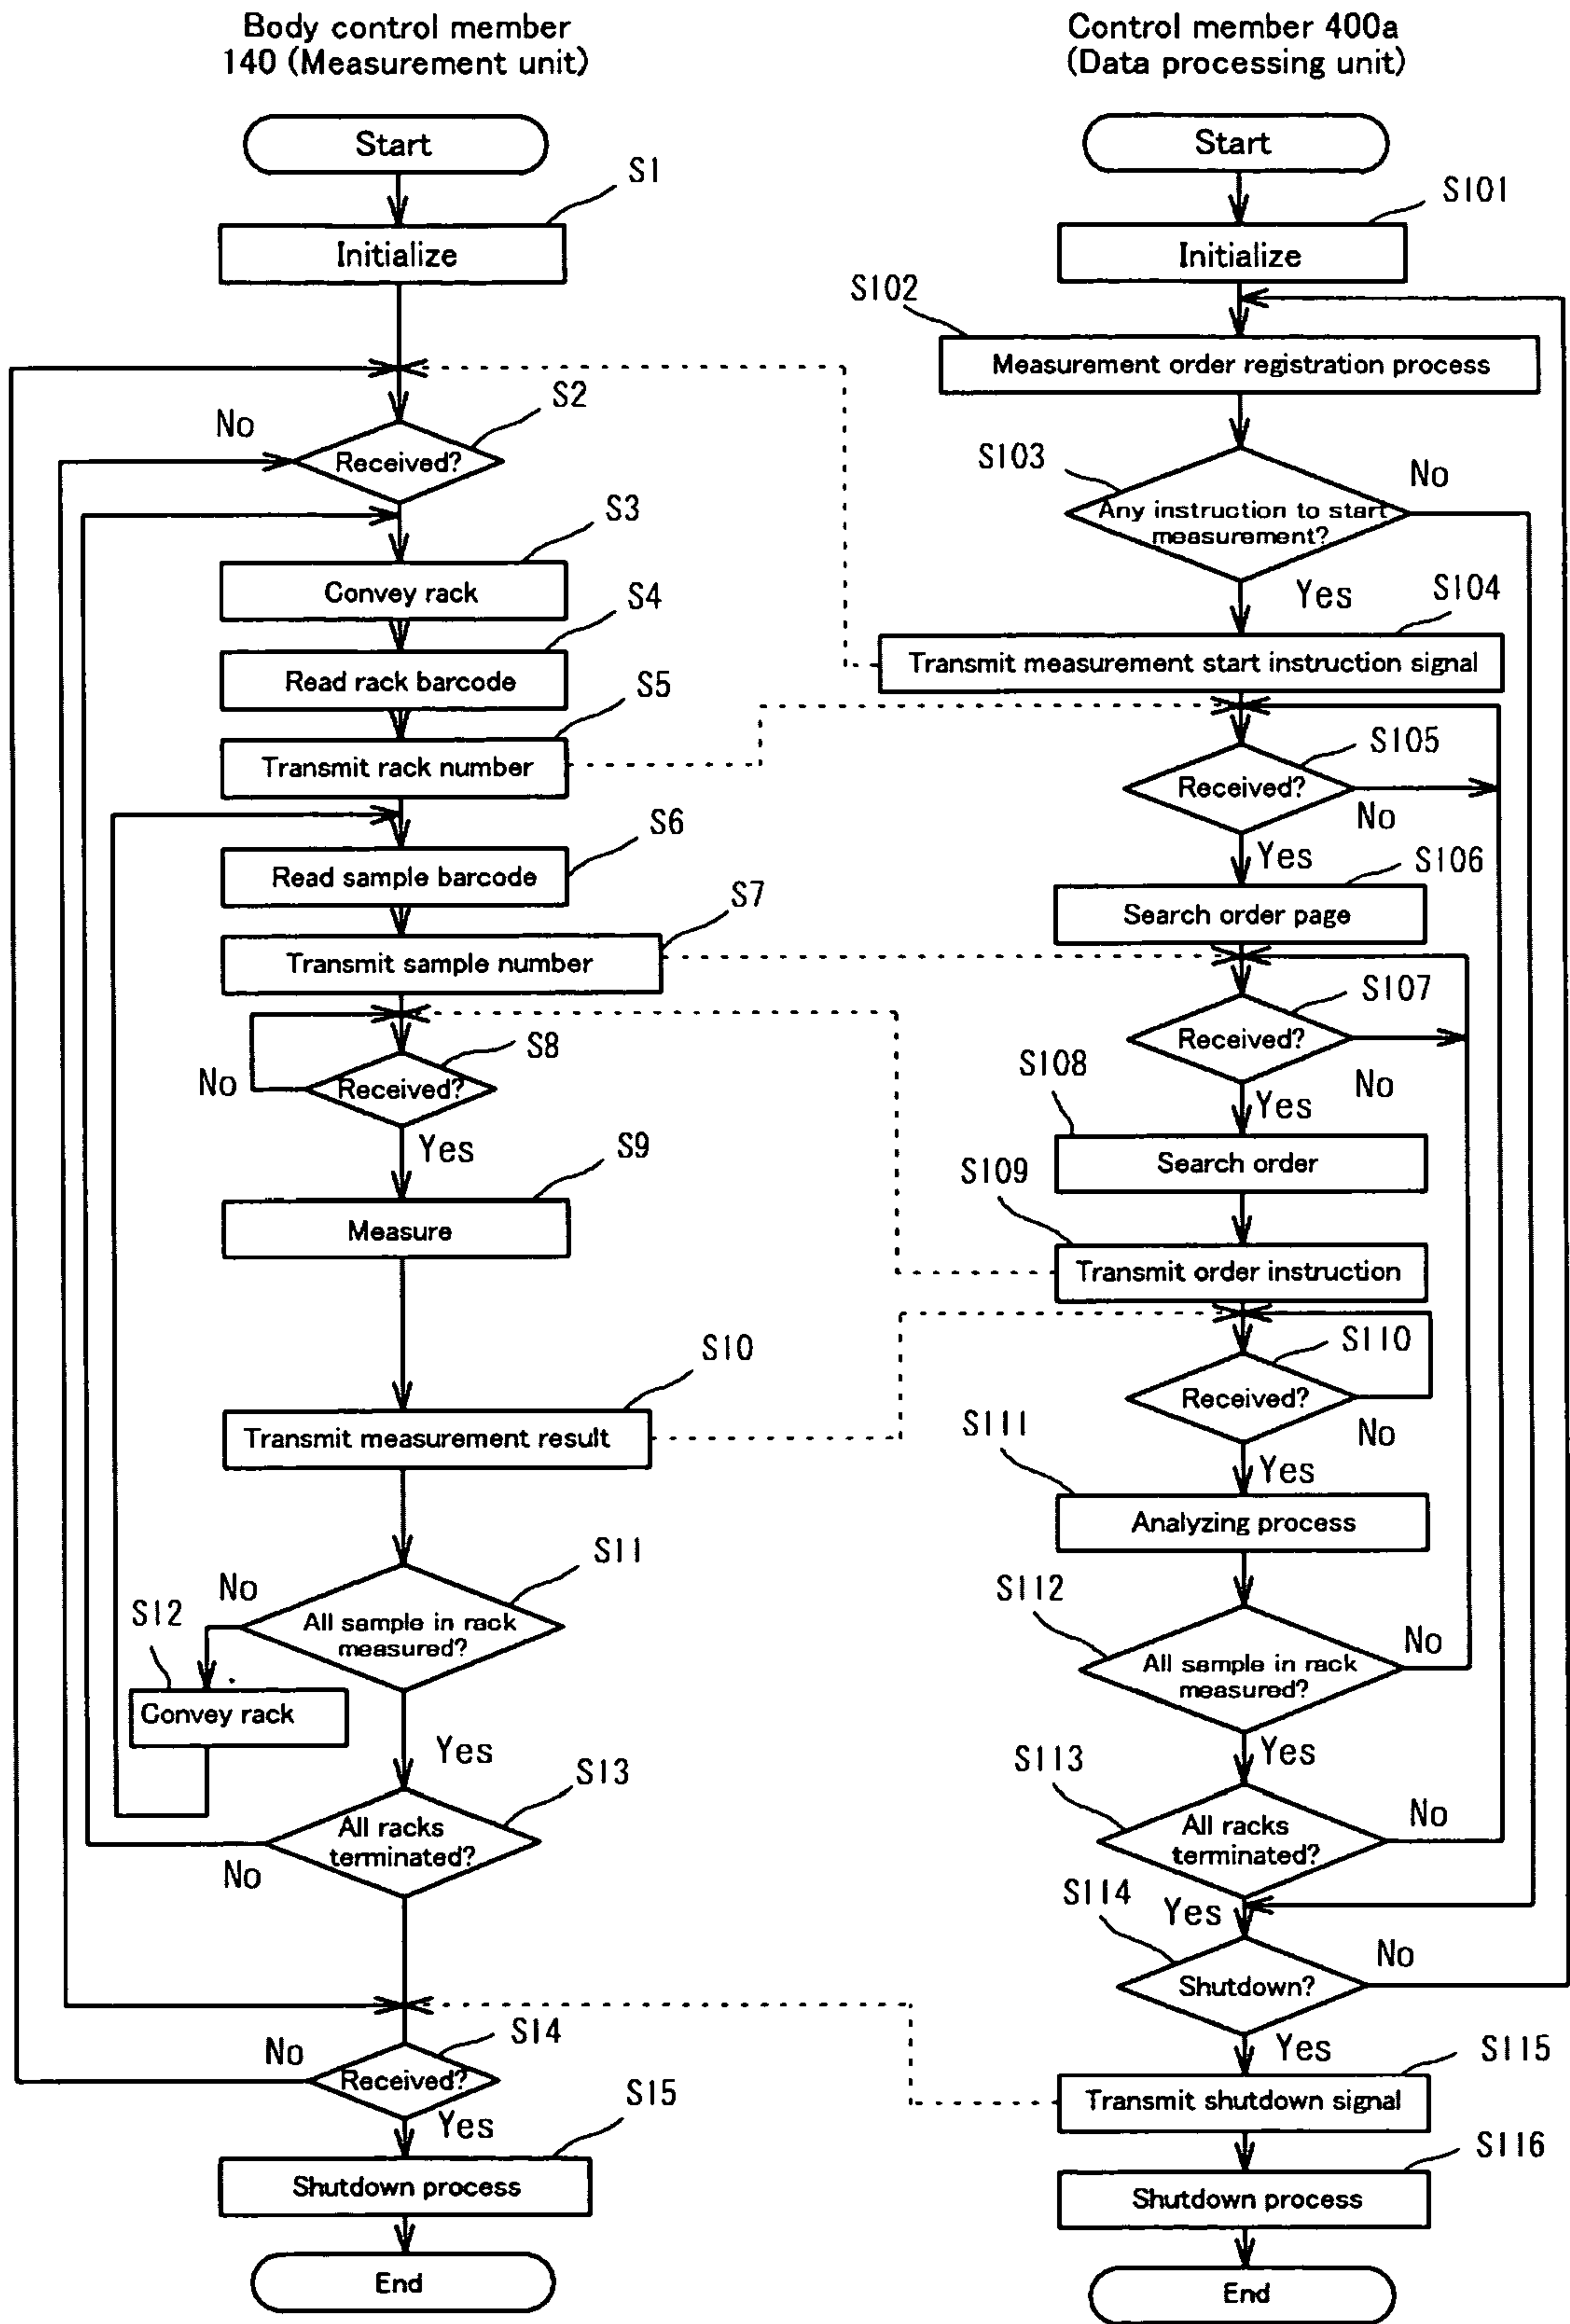 Body control member
140 (Measurement unit)
Start
S1
Initialize
S2
No
Received?
S3
Convey rack
S4
Read rack barcode
S5
Transmit rack number
S6
Read sample barcode
S7
Transmit sample number
S8
No
Received?
Yes
S9
Measure
S10
Transmit measurement result
S11
No
All sample in rack
measured?
S12
Convey rack
Yes
S13
All racks
terminated?
No
S14
No
Received?
Yes
S15
Shutdown process
End
Control member 400a
(Data processing unit)
Start
S101
Initialize
S102
Measurement order registration process
S103
No
Any instruction to start
measurement?
Yes
S104
Transmit measurement start instruction signal
S105
Received?
No
Yes
S106
Search order page
S107
Received?
No
S108
Yes
Search order
S109
Transmit order instruction
S110
Received?
No
S111
Yes
Analyzing process
S112
No
All sample in rack
measured?
Yes
S113
No
All racks
terminated?
S114
Yes
No
Shutdown?
Yes
S115
Transmit shutdown signal
S116
Shutdown process
End